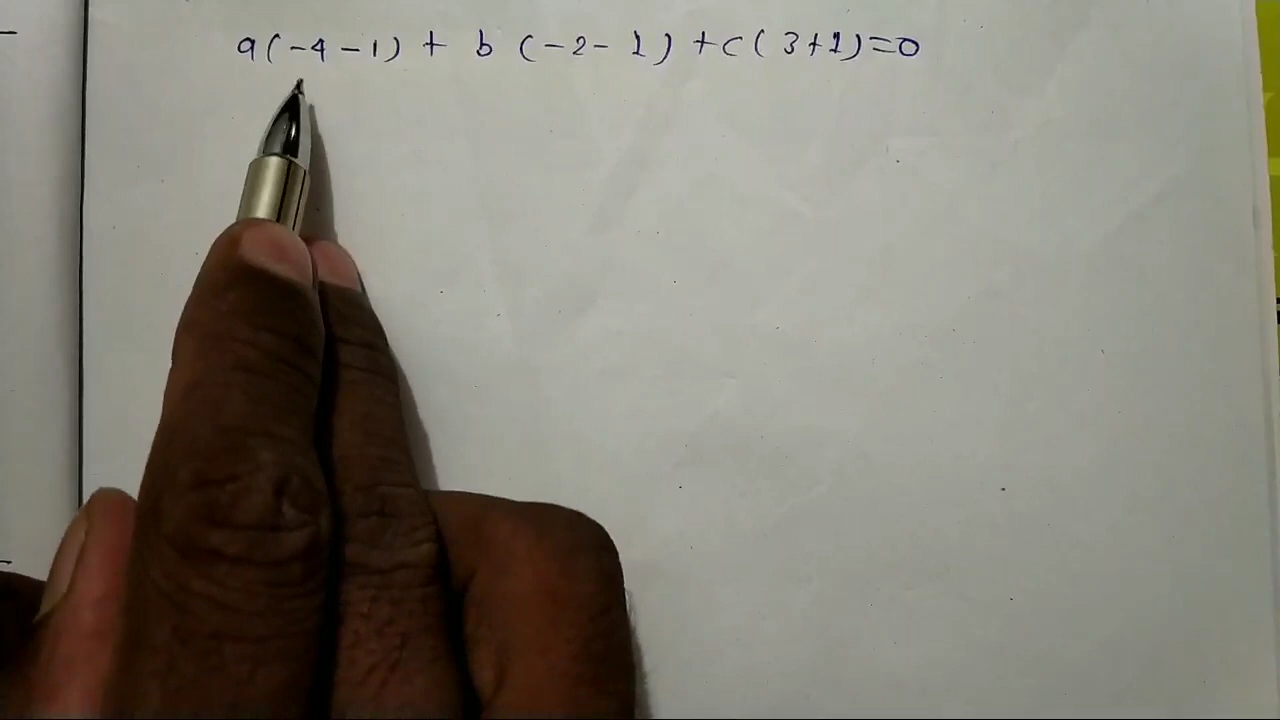 a(-4-1) + b(-2-1) + c(3+1)=0